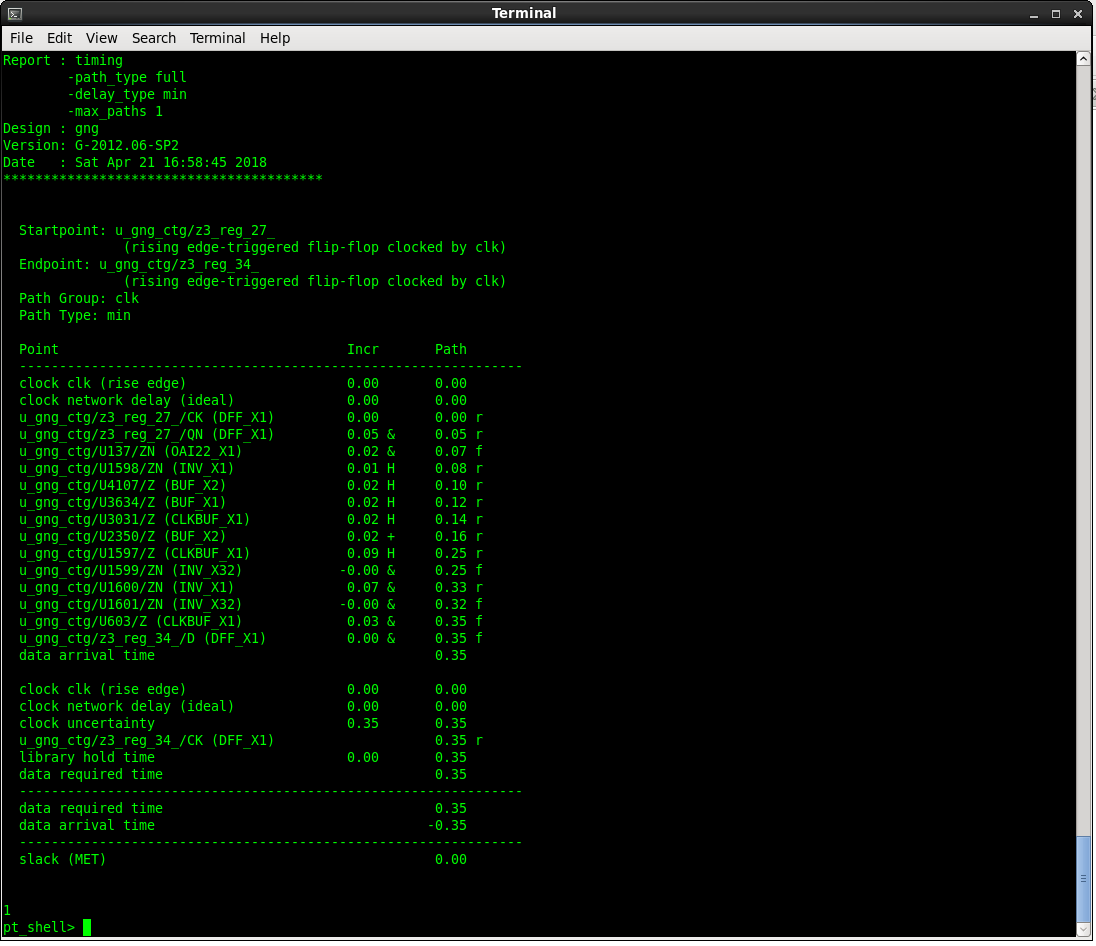 Terminal
File Edit View Search Terminal Help
Report : timing
        -path_type full
        -delay_type min
        -max_paths 1
Design : gng
Version: G-2012.06-SP2
Date   : Sat Apr 21 16:58:45 2018
****************************************
  Startpoint: u_gng_ctg/z3_reg_27_
               (rising edge-triggered flip-flop clocked by clk)
  Endpoint: u_gng_ctg/z3_reg_34_
               (rising edge-triggered flip-flop clocked by clk)
  Path Group: clk
  Path Type: min
  Point                                    Incr       Path
  ---------------------------------------------------------------
  clock clk (rise edge)                    0.00       0.00
  clock network delay (ideal)              0.00       0.00
  u_gng_ctg/z3_reg_27_/CK (DFF_X1)         0.00       0.00 r
  u_gng_ctg/z3_reg_27_/QN (DFF_X1)         0.05 &     0.05 r
  u_gng_ctg/U137/ZN (OAI22_X1)             0.02 &     0.07 f
  u_gng_ctg/U1598/ZN (INV_X1)              0.01 H     0.08 r
  u_gng_ctg/U4107/Z (BUF_X2)               0.02 H     0.10 r
  u_gng_ctg/U3634/Z (BUF_X1)               0.02 H     0.12 r
  u_gng_ctg/U3031/Z (CLKBUF_X1)            0.02 H     0.14 r
  u_gng_ctg/U2350/Z (BUF_X2)               0.02 +     0.16 r
  u_gng_ctg/U1597/Z (CLKBUF_X1)            0.09 H     0.25 r
  u_gng_ctg/U1599/ZN (INV_X32)            -0.00 &     0.25 f
  u_gng_ctg/U1600/ZN (INV_X1)              0.07 &     0.33 r
  u_gng_ctg/U1601/ZN (INV_X32)            -0.00 &     0.32 f
  u_gng_ctg/U603/Z (CLKBUF_X1)             0.03 &     0.35 f
  u_gng_ctg/z3_reg_34_/D (DFF_X1)          0.00 &     0.35 f
  data arrival time                                   0.35
  clock clk (rise edge)                    0.00       0.00
  clock network delay (ideal)              0.00       0.00
  clock uncertainty                        0.35       0.35
  u_gng_ctg/z3_reg_34_/CK (DFF_X1)                    0.35 r
  library hold time                        0.00       0.35
  data required time                                  0.35
  ---------------------------------------------------------------
  data required time                                  0.35
  data arrival time                                  -0.35
  ---------------------------------------------------------------
  slack (MET)                                         0.00
1
pt_shell>